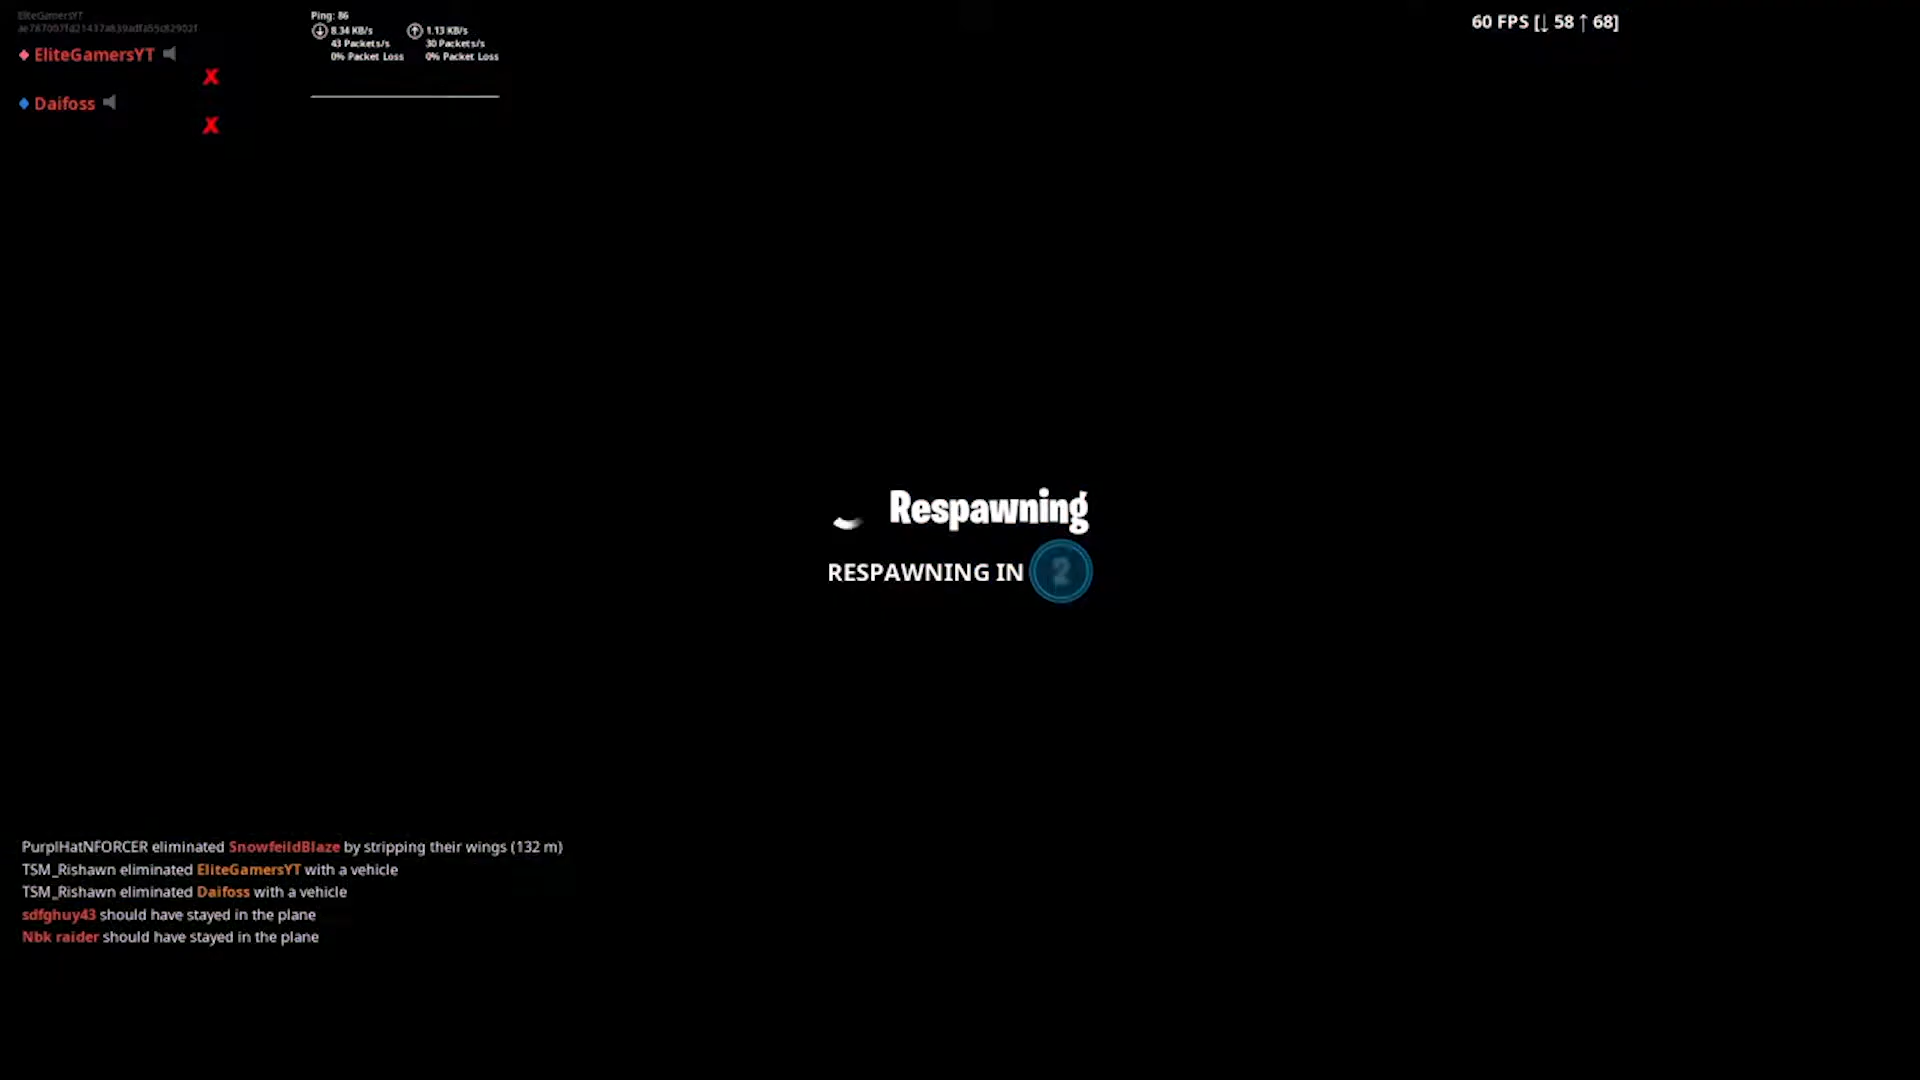 EliteGamersYT
EliteGamersYT
X
Daifoss
X
Ping: 86
8.34 KB/s 1.13 KB/s
43 Packets/s 30 Packets/s
0% Packet Loss 0% Packet Loss
60 FPS [↓ 58 ↑ 68]
Respawning
RESPAWNING IN 2
PurplHatNFORCER eliminated SnowfeildBlaze by stripping their wings (132 m)
TSM_Rishawn eliminated EliteGamersYT with a vehicle
TSM_Rishawn eliminated Daifoss with a vehicle
sdfghuy43 should have stayed in the plane
Nbk raider should have stayed in the plane